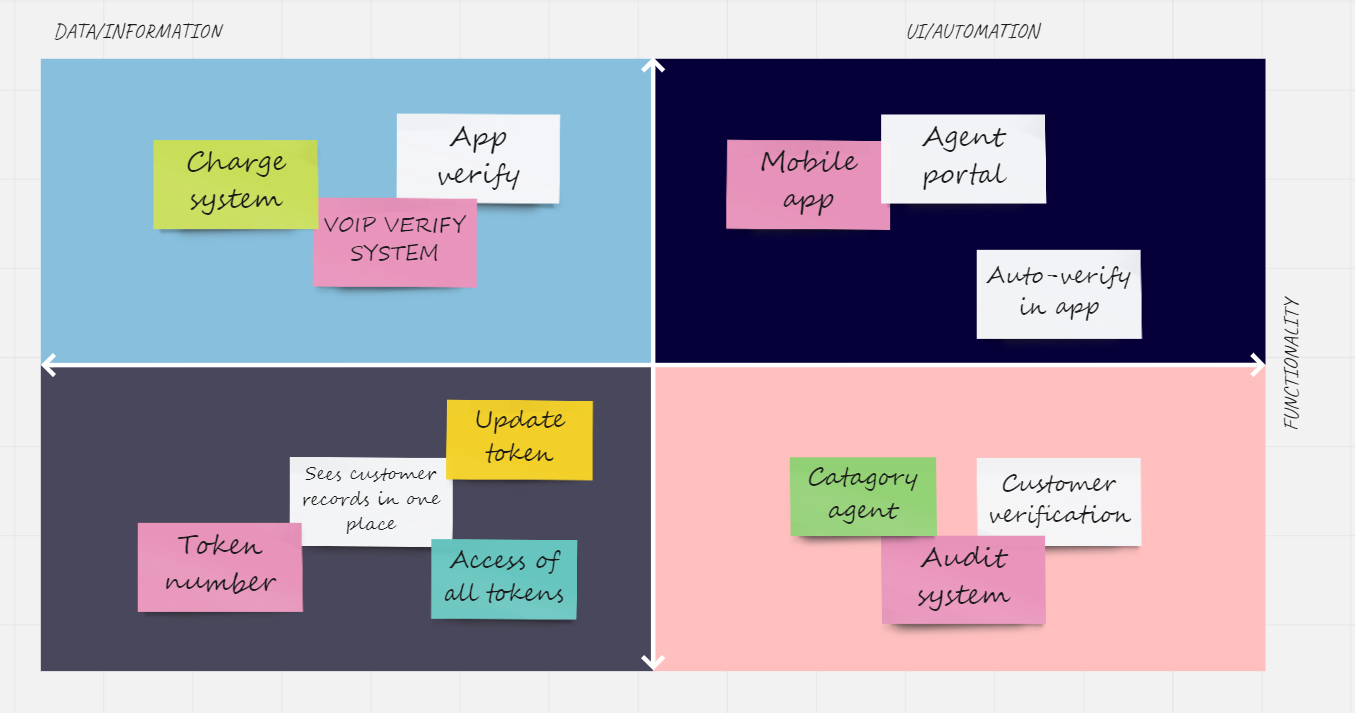 DATA/INFORMATION
UI/AUTOMATION
Charge
system
App
verify
VOIP VERIFY
SYSTEM
Mobile
app
Agent
portal
Auto-verify
in app
FUNCTIONALITY
Update
token
Sees customer
records in one
place
Token
number
Access of
all tokens
Catagory
agent
Customer
verification
Audit
system